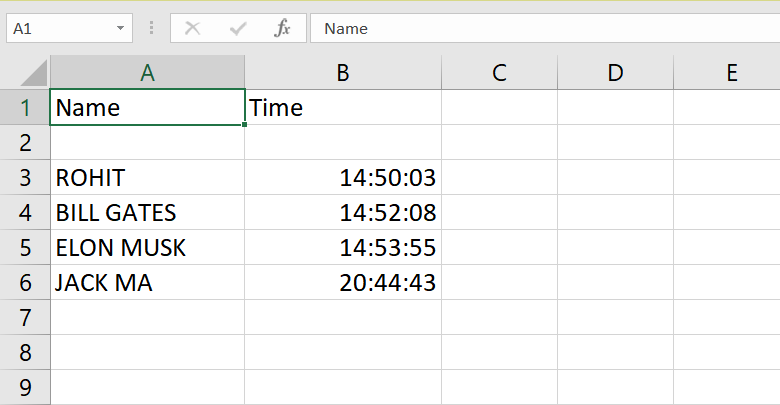 A1 fx Name
A B C D E
1 Name Time
2
3 ROHIT 14:50:03
4 BILL GATES 14:52:08
5 ELON MUSK 14:53:55
6 JACK MA 20:44:43
7
8
9